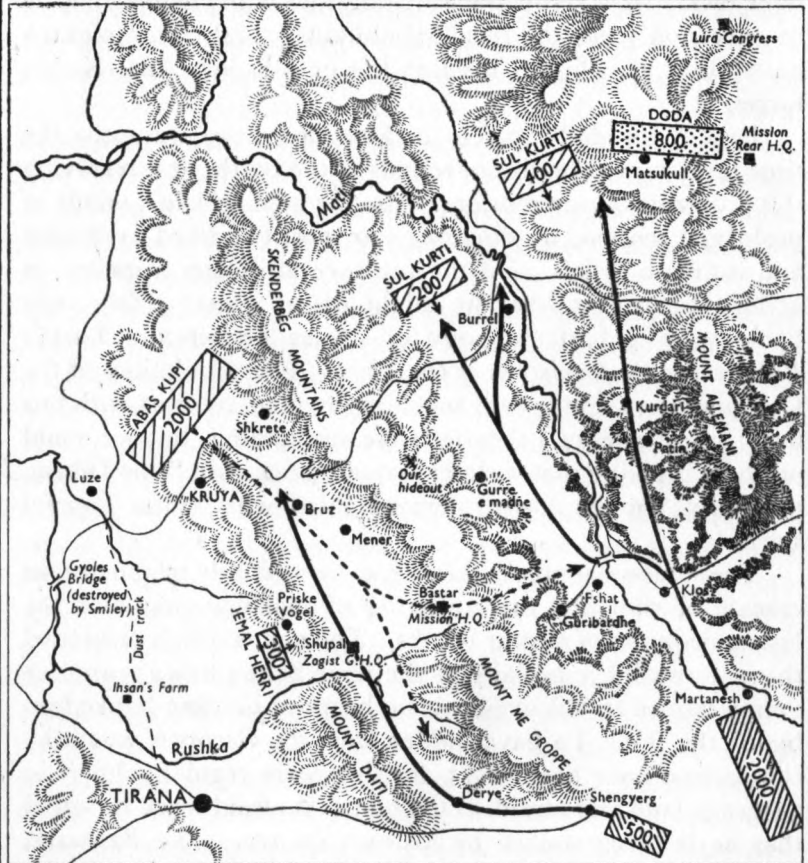 Lura Congress
DODA
800
Mission
Rear H.Q.
Matsukull
SUL KURTI
400
Mati
SKENDERBEG
MOUNTAINS
SUL KURTI
200
Burrel
MOUNT ALLEMANI
ABAS KUPI
2000
Shkrete
Kurdari
Patin
Luze
KRUYA
Our
hideout
Gurre
e madhe
Bruz
Mener
Gyoles
Bridge
(destroyed
by Smiley)
Dust trek
Bastar
Mission H.Q.
Fshat
Klos
Guribardhe
Priske
Vogel
JEMAL HERRI
300
Shupal
Zogist G.H.Q.
Ihsan's Farm
MOUNT ME GROPPE
Martanesh
MOUNT DAITI
Rushka
TIRANA
Derye
Shengyerg
500
2000